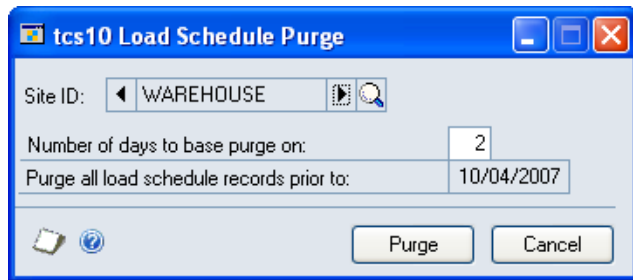 tcs10 Load Schedule Purge
Site ID: WAREHOUSE
Number of days to base purge on: 2
Purge all load schedule records prior to: 10/04/2007
Purge Cancel